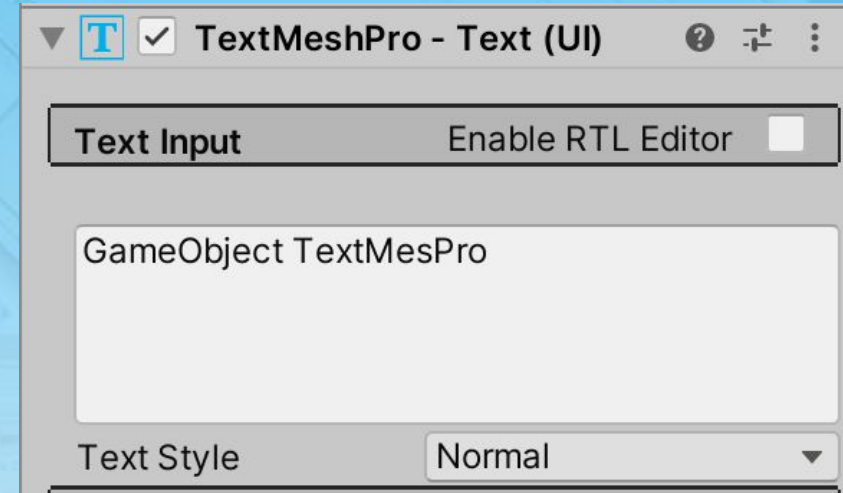 TextMeshPro - Text (UI)
Text Input Enable RTL Editor
GameObject TextMesPro
Text Style Normal